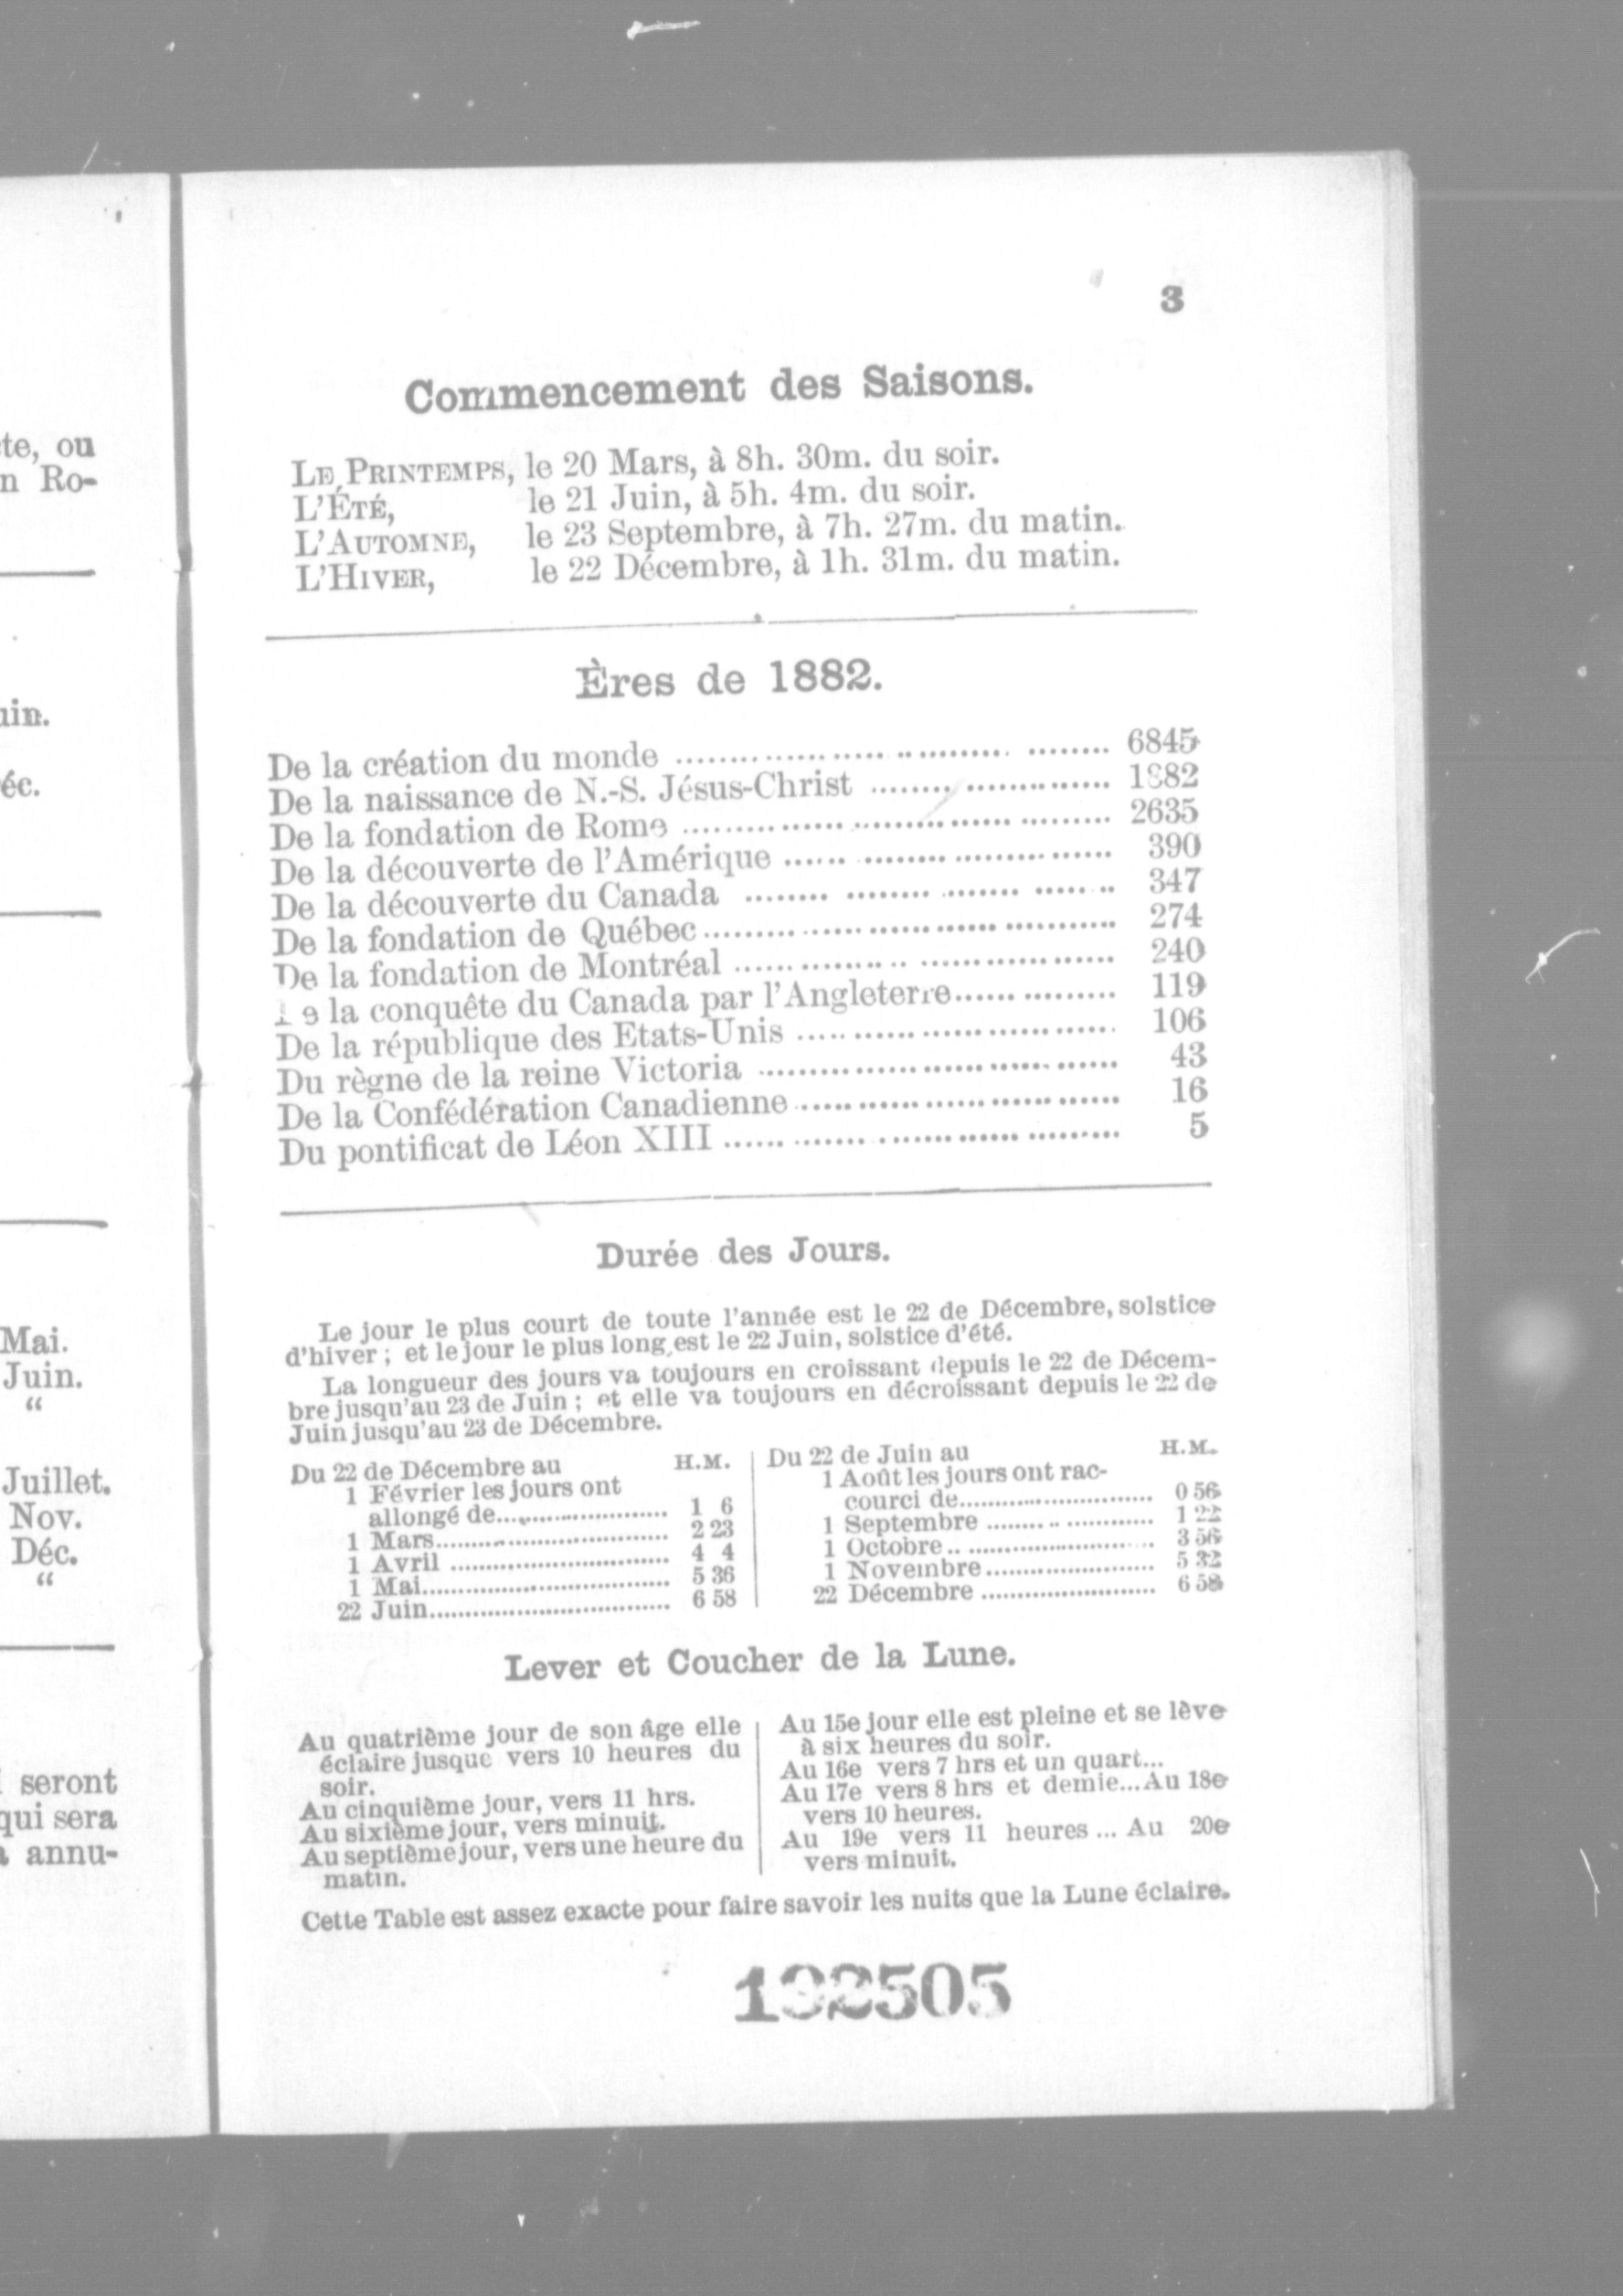 te, ou
n Ro-
uin.
éc.
Mai.
Juin.
“
Juillet.
Nov.
Déc.
“
seront
qui sera
annu-
3
Commencement des Saisons.
LE PRINTEMPS, le 20 Mars, à 8h. 30m. du soir.
L'ÉTÉ, le 21 Juin, à 5h. 4m. du soir.
L'AUTOMNE, le 23 Septembre, à 7h. 27m. du matin.
L'HIVER, le 22 Décembre, à 1h. 31m. du matin.
Ères de 1882.
De la création du monde ........ 6845
De la naissance de N.-S. Jésus-Christ ........ 1882
De la fondation de Rome ........ 2635
De la découverte de l'Amérique ........ 390
De la découverte du Canada ........ 347
De la fondation de Québec ........ 274
De la fondation de Montréal ........ 240
De la conquête du Canada par l'Angleterre ........ 119
De la république des Etats-Unis ........ 106
Du règne de la reine Victoria ........ 43
De la Confédération Canadienne ........ 16
Du pontificat de Léon XIII ........ 5
Durée des Jours.
Le jour le plus court de toute l'année est le 22 de Décembre, solstice
d'hiver ; et le jour le plus long est le 22 Juin, solstice d'été.
La longueur des jours va toujours en croissant depuis le 22 de Décem-
bre jusqu'au 23 de Juin ; et elle va toujours en décroissant depuis le 22 de
Juin jusqu'au 23 de Décembre.
Du 22 de Décembre au H.M.
1 Février les jours ont
allongé de........ 1 6
1 Mars........ 2 23
1 Avril ........ 4 4
1 Mai........ 5 36
22 Juin........ 6 58
Du 22 de Juin au H.M.
1 Août les jours ont rac-
courci de........ 0 56
1 Septembre ........ 1 22
1 Octobre ........ 3 56
1 Novembre........ 5 32
22 Décembre ........ 6 58
Lever et Coucher de la Lune.
Au quatrième jour de son âge elle
éclaire jusque vers 10 heures du
soir.
Au cinquième jour, vers 11 hrs.
Au sixième jour, vers minuit.
Au septième jour, vers une heure du
matin.
Au 15e jour elle est pleine et se lève
à six heures du soir.
Au 16e vers 7 hrs et un quart...
Au 17e vers 8 hrs et demie...Au 18e
vers 10 heures.
Au 19e vers 11 heures ... Au 20e
vers minuit.
Cette Table est assez exacte pour faire savoir les nuits que la Lune éclaire.
132505